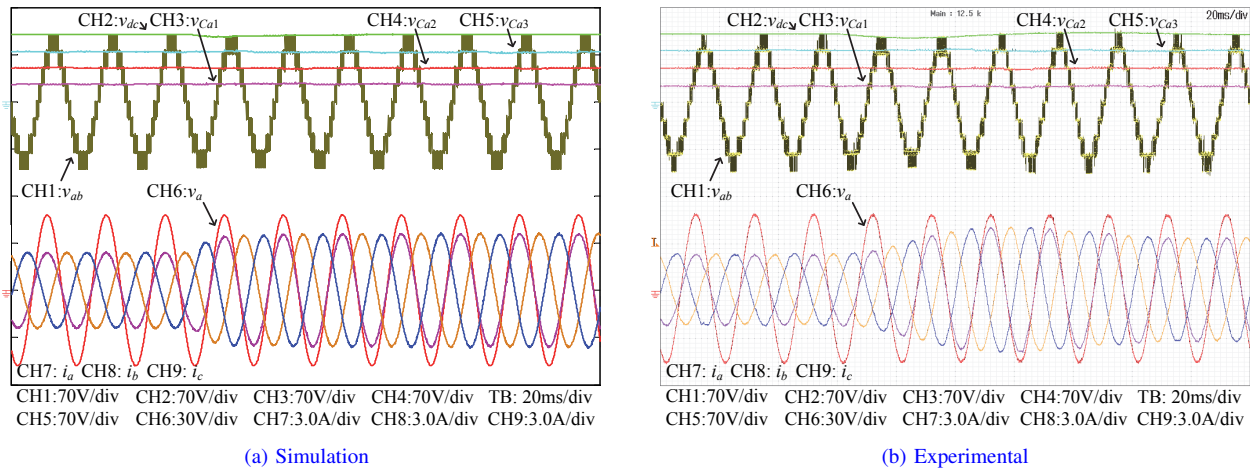 CH2:vdc CH3:vCa1 CH4:vCa2 CH5:vCa3
CH1:vab
CH6:va
CH7: ia CH8: ib CH9: ic
CH1:70V/div CH2:70V/div CH3:70V/div CH4:70V/div TB: 20ms/div
CH5:70V/div CH6:30V/div CH7:3.0A/div CH8:3.0A/div CH9:3.0A/div
(a) Simulation
Main : 12.5 k
20ms/div
CH2:vdc CH3:vCa1 CH4:vCa2 CH5:vCa3
CH1:vab
CH6:va
CH7: ia CH8: ib CH9: ic
CH1:70V/div CH2:70V/div CH3:70V/div CH4:70V/div TB: 20ms/div
CH5:70V/div CH6:30V/div CH7:3.0A/div CH8:3.0A/div CH9:3.0A/div
(b) Experimental